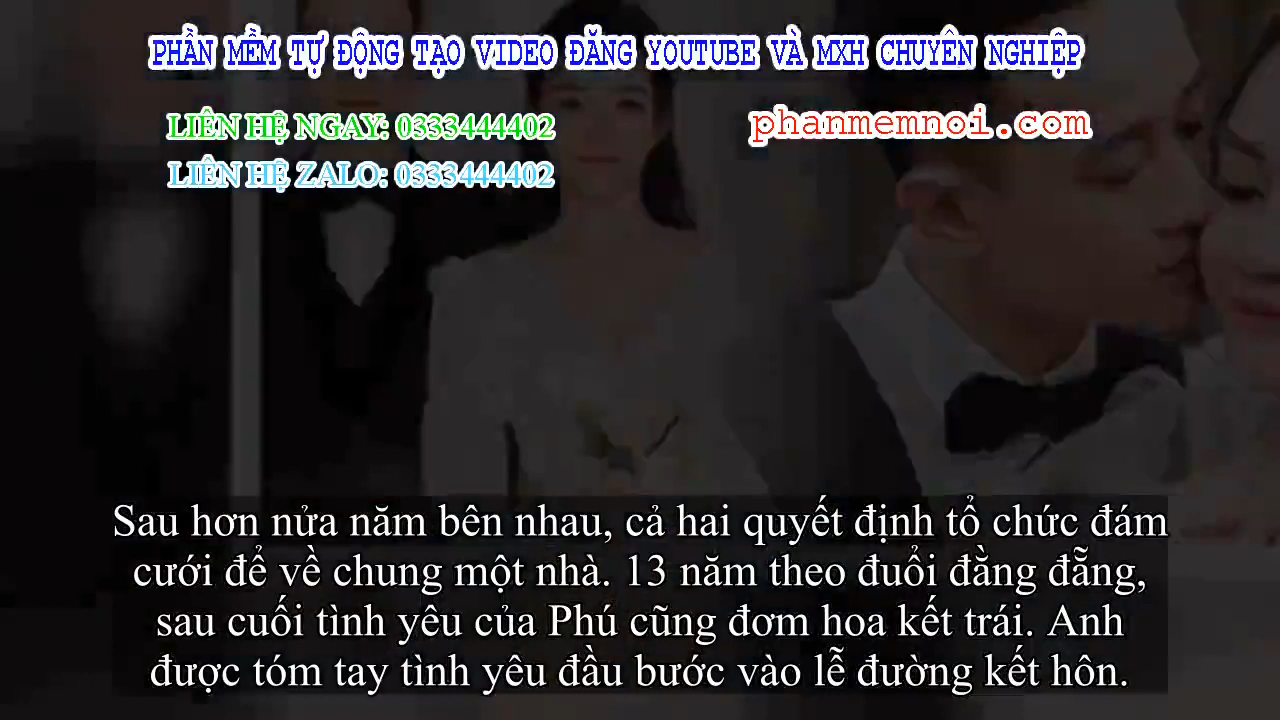 PHẦN MỀM TỰ ĐỘNG TẠO VIDEO ĐĂNG YOUTUBE VÀ MXH CHUYÊN NGHIỆP
LIÊN HỆ NGAY: 0333444402
phanmemnoi.com
LIÊN HỆ ZALO: 0333444402
Sau hơn nửa năm bên nhau, cả hai quyết định tổ chức đám
cưới để về chung một nhà. 13 năm theo đuổi đằng đẵng,
sau cuối tình yêu của Phú cũng đơm hoa kết trái. Anh
được tóm tay tình yêu đầu bước vào lễ đường kết hôn.